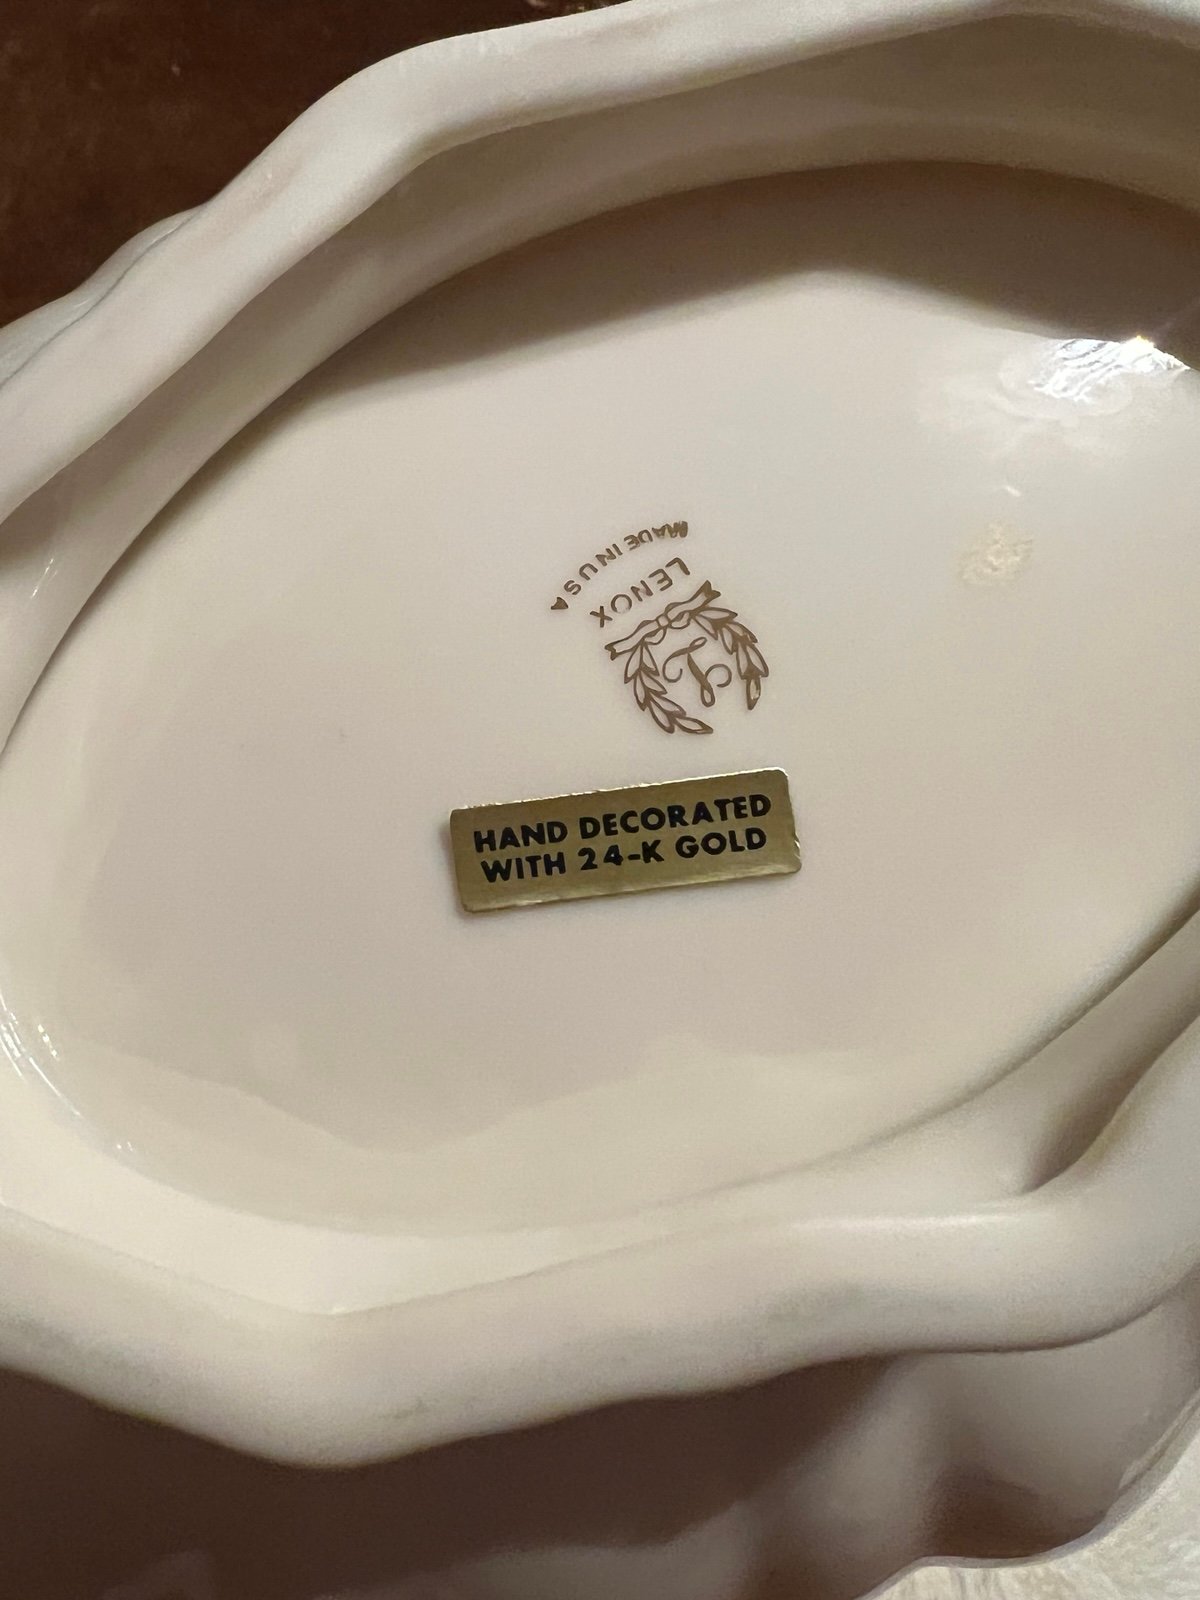 L
LENOX
MADE IN USA
HAND DECORATED
WITH 24-K GOLD